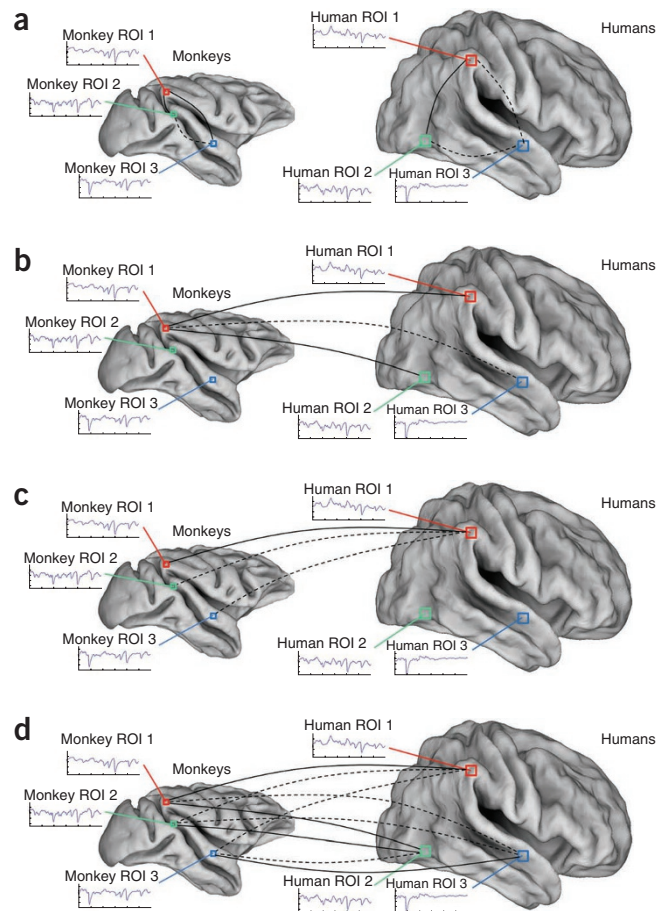 a
Monkey ROI 1
Monkeys
Monkey ROI 2
Monkey ROI 3
Human ROI 1
Humans
Human ROI 2
Human ROI 3
b
Monkey ROI 1
Monkeys
Monkey ROI 2
Monkey ROI 3
Human ROI 1
Humans
Human ROI 2
Human ROI 3
c
Monkey ROI 1
Monkeys
Monkey ROI 2
Monkey ROI 3
Human ROI 1
Humans
Human ROI 2
Human ROI 3
d
Monkey ROI 1
Monkeys
Monkey ROI 2
Monkey ROI 3
Human ROI 1
Humans
Human ROI 2
Human ROI 3